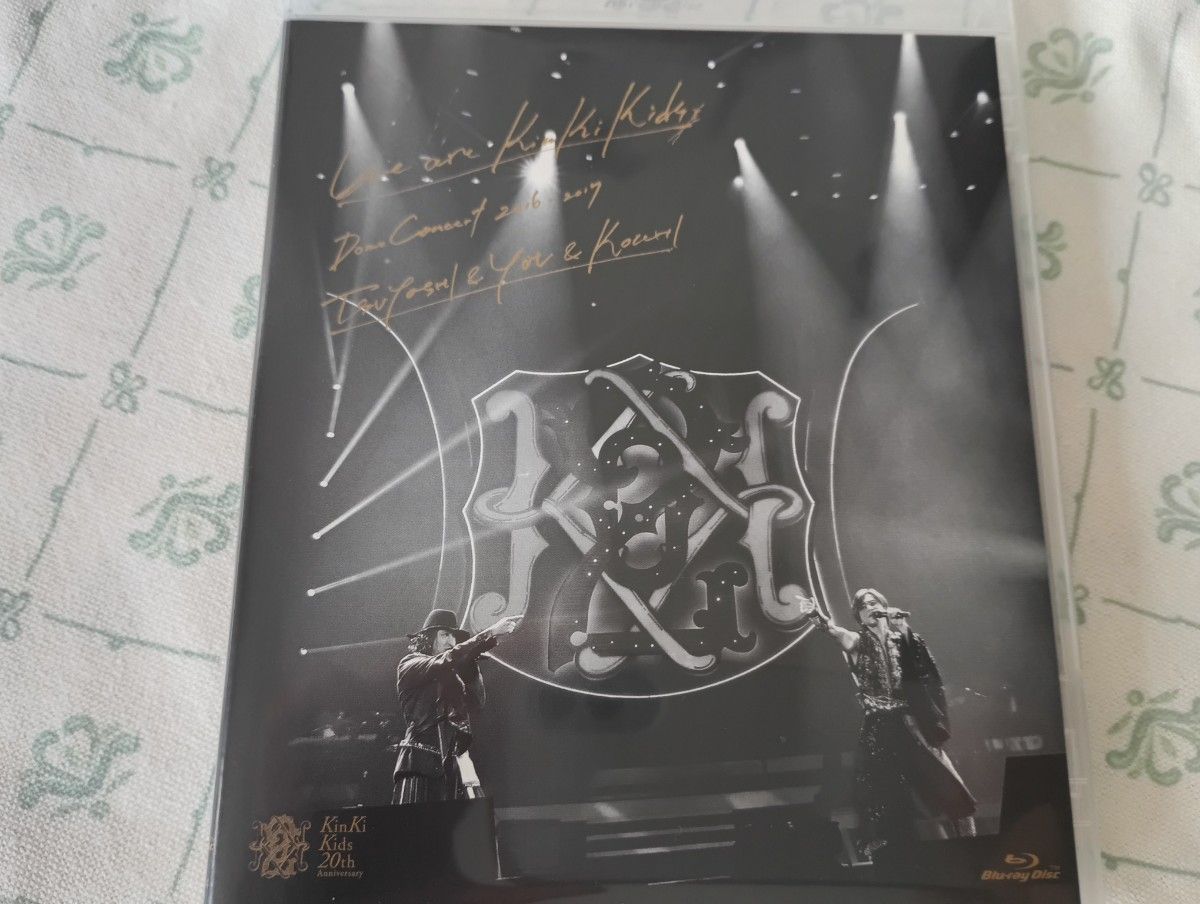 We are KinKi Kids
Dome Concert 2016-2017
TSUYOSHI & YOU & KOICHI
KinKi
Kids
20th
Anniversary
Blu-ray Disc